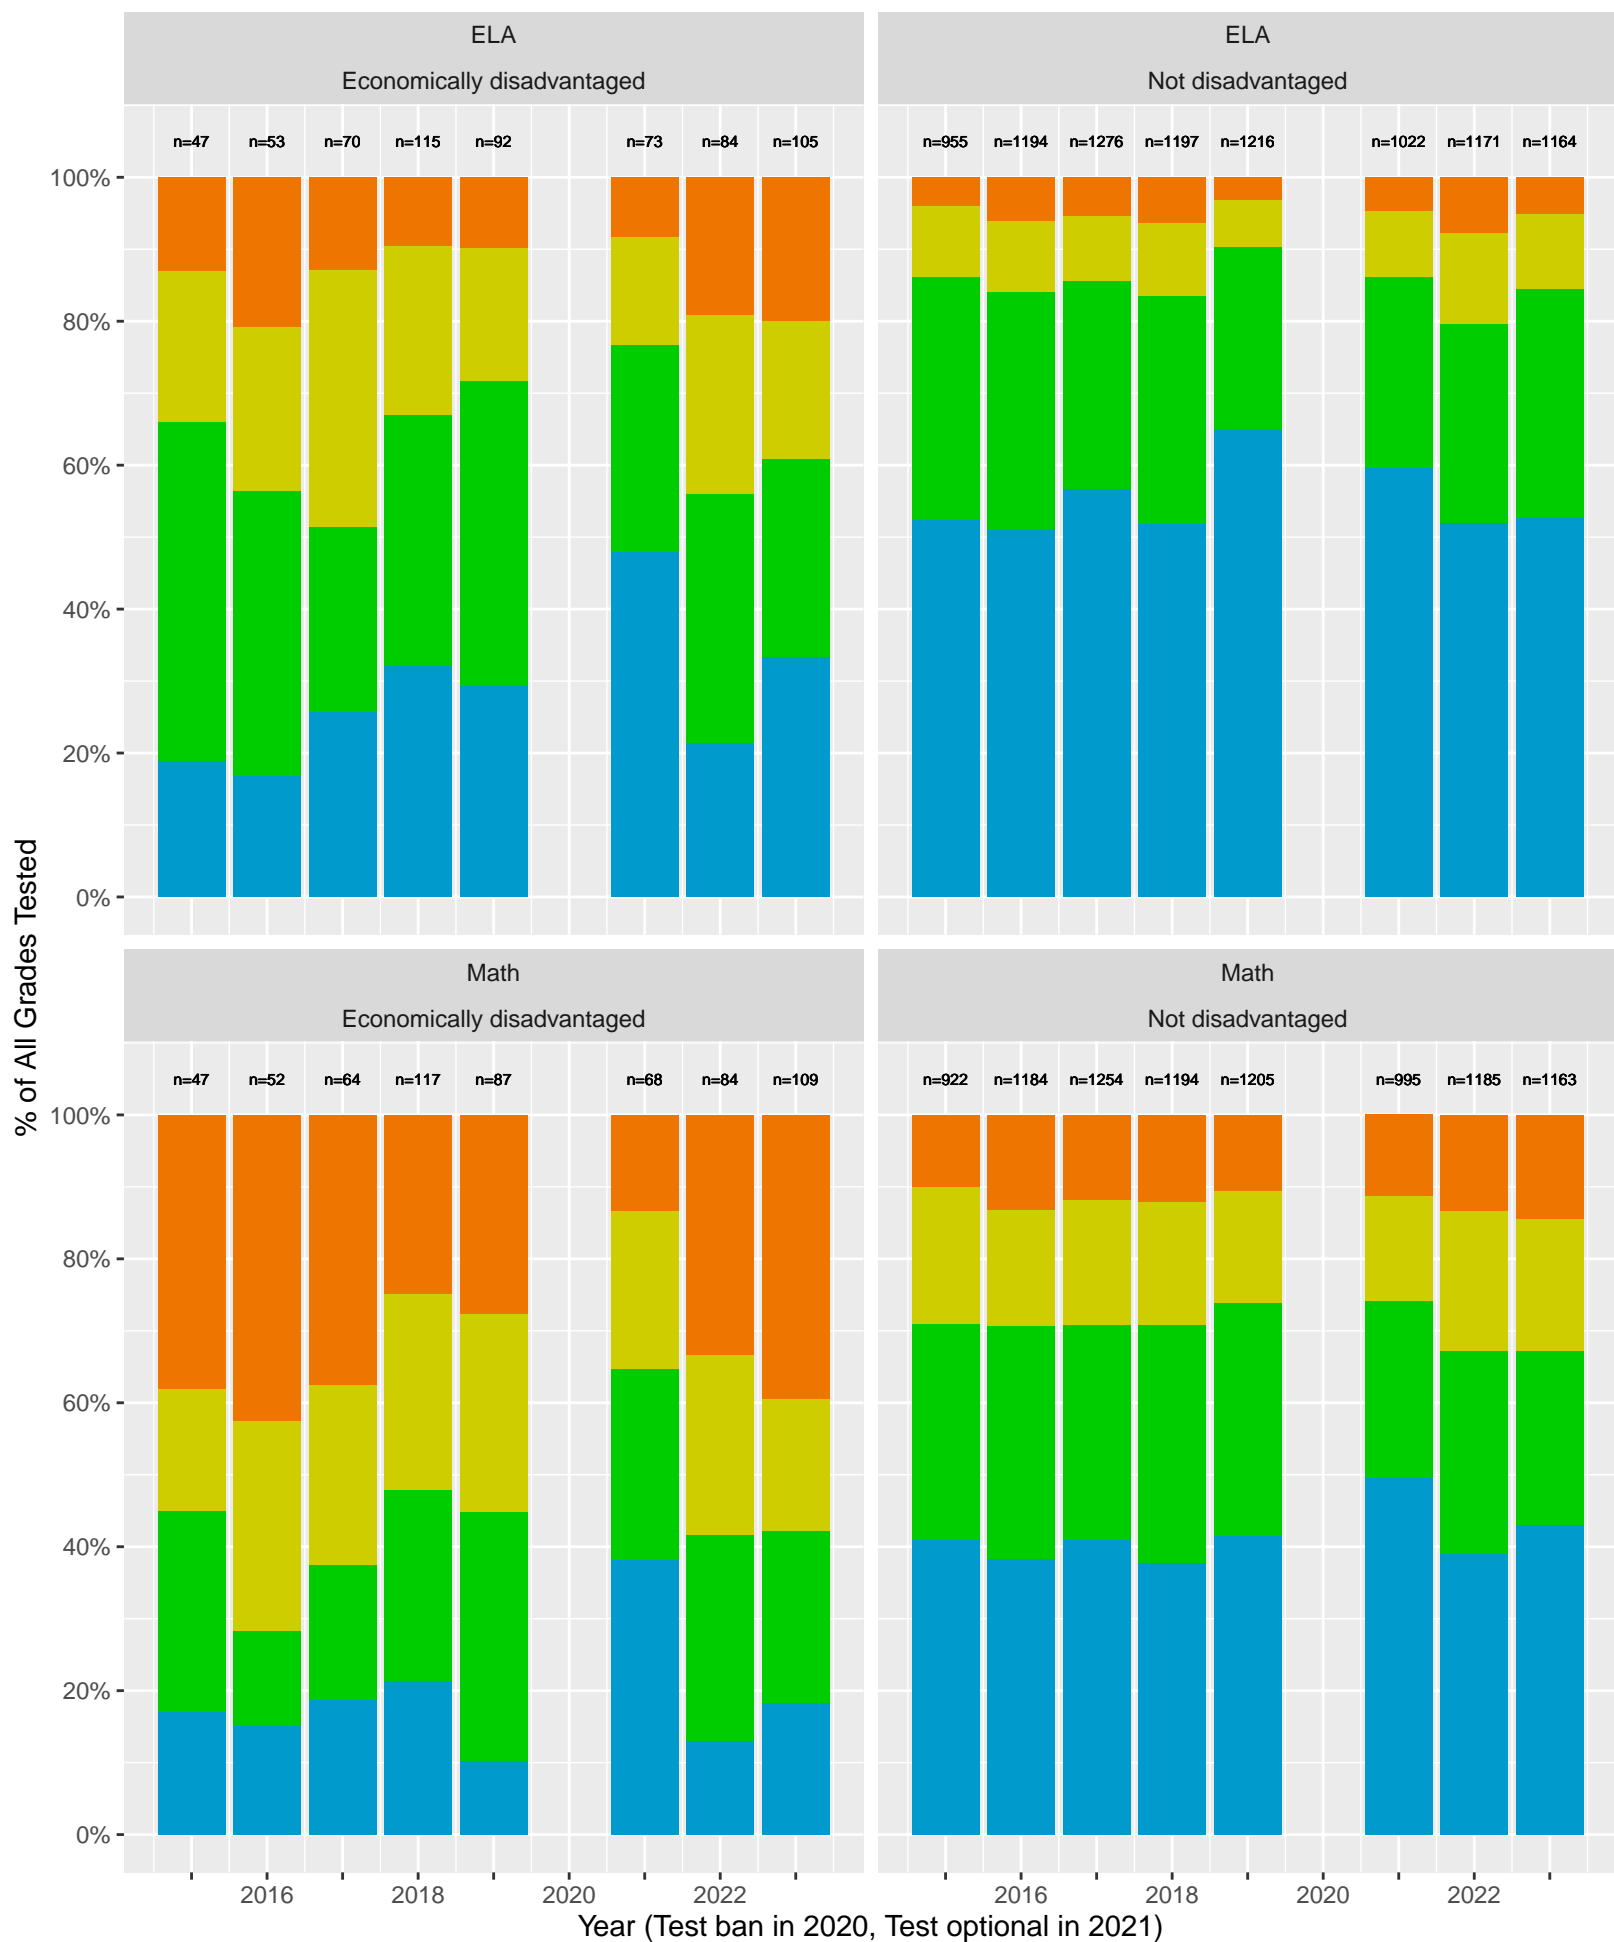 ELA
Economically disadvantaged
n=47 n=53 n=70 n=115 n=92 n=73 n=84 n=105
ELA
Not disadvantaged
n=955 n=1194 n=1276 n=1197 n=1216 n=1022 n=1171 n=1164
100%
80%
60%
40%
20%
0%
% of All Grades Tested
Math
Economically disadvantaged
n=47 n=52 n=64 n=117 n=87 n=68 n=84 n=109
Math
Not disadvantaged
n=922 n=1184 n=1254 n=1194 n=1205 n=995 n=1185 n=1163
100%
80%
60%
40%
20%
0%
2016 2018 2020 2022
2016 2018 2020 2022
Year (Test ban in 2020, Test optional in 2021)